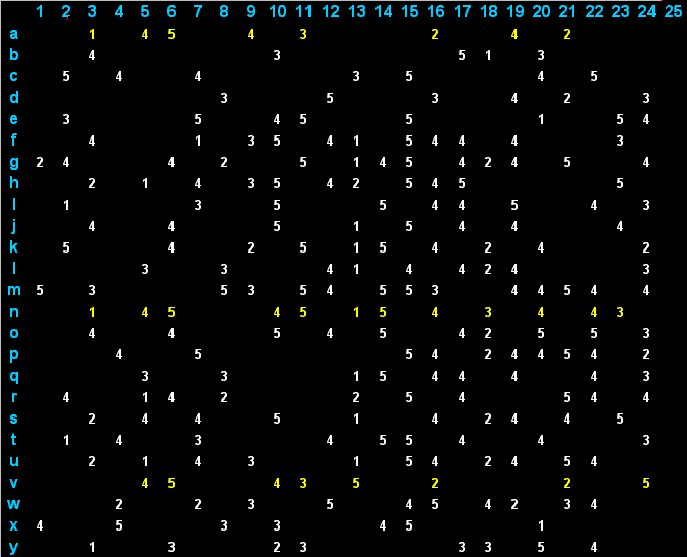 1 2 3 4 5 6 7 8 9 10 11 12 13 14 15 16 17 18 19 20 21 22 23 24 25
a 1 4 5 4 3 2 4 2
b 4 3 5 1 3
c 5 4 4 3 5 4 5
d 3 5 3 4 2 3
e 3 5 4 5 5 1 5 4
f 4 1 3 5 4 1 5 4 4 4 3
g 2 4 4 2 5 1 4 5 4 2 4 5 4
h 2 1 4 3 5 4 2 5 4 5 5
I 1 3 5 5 4 4 5 4 3
j 4 4 5 1 5 4 4 4
k 5 4 2 5 1 5 4 2 4 2
l 3 3 4 1 4 4 2 4 3
m 5 3 5 3 5 4 5 5 3 4 4 5 4 4
n 1 4 5 4 5 1 5 4 3 4 4 3
o 4 4 5 4 5 4 2 5 5 3
p 4 5 5 4 2 4 4 5 4 2
q 3 3 1 5 4 4 4 4 3
r 4 1 4 2 2 5 4 5 4 4
s 2 4 4 5 1 4 2 4 4 5
t 1 4 3 4 5 5 4 4 3
u 2 1 4 3 1 5 4 2 4 5 4
v 4 5 4 3 5 2 2 5
w 2 2 3 5 4 5 4 2 3 4
x 4 5 3 3 4 5 1
y 1 3 2 3 3 3 5 4